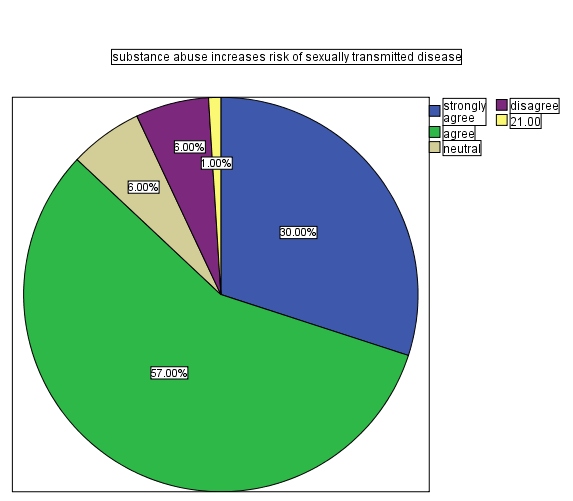 substance abuse increases risk of sexually transmitted disease
strongly
agree
agree
neutral
disagree
21.00
6.00%
1.00%
6.00%
30.00%
57.00%